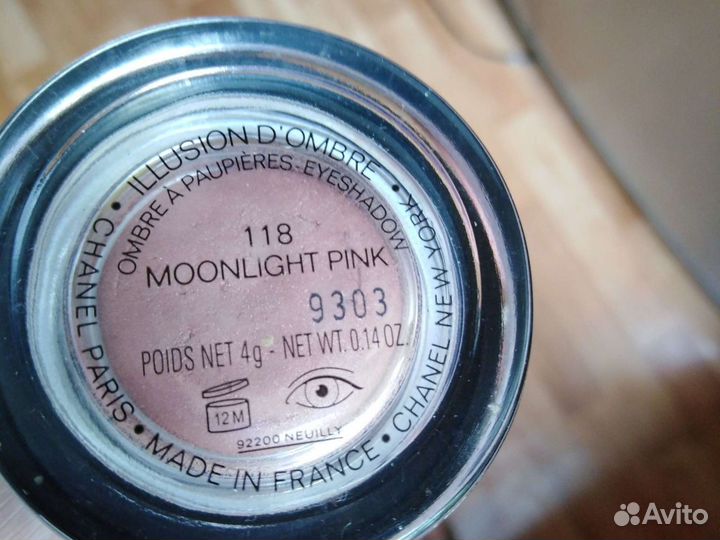 ILLUSION D'OMBRE
OMBRE À PAUPIÈRES-EYESHADOW
118
MOONLIGHT PINK
9303
POIDS NET 4g - NET WT. 0.14 OZ.
12M
92200 NEUILLY
• CHANEL PARIS • MADE IN FRANCE • CHANEL NEW YORK •
Avito